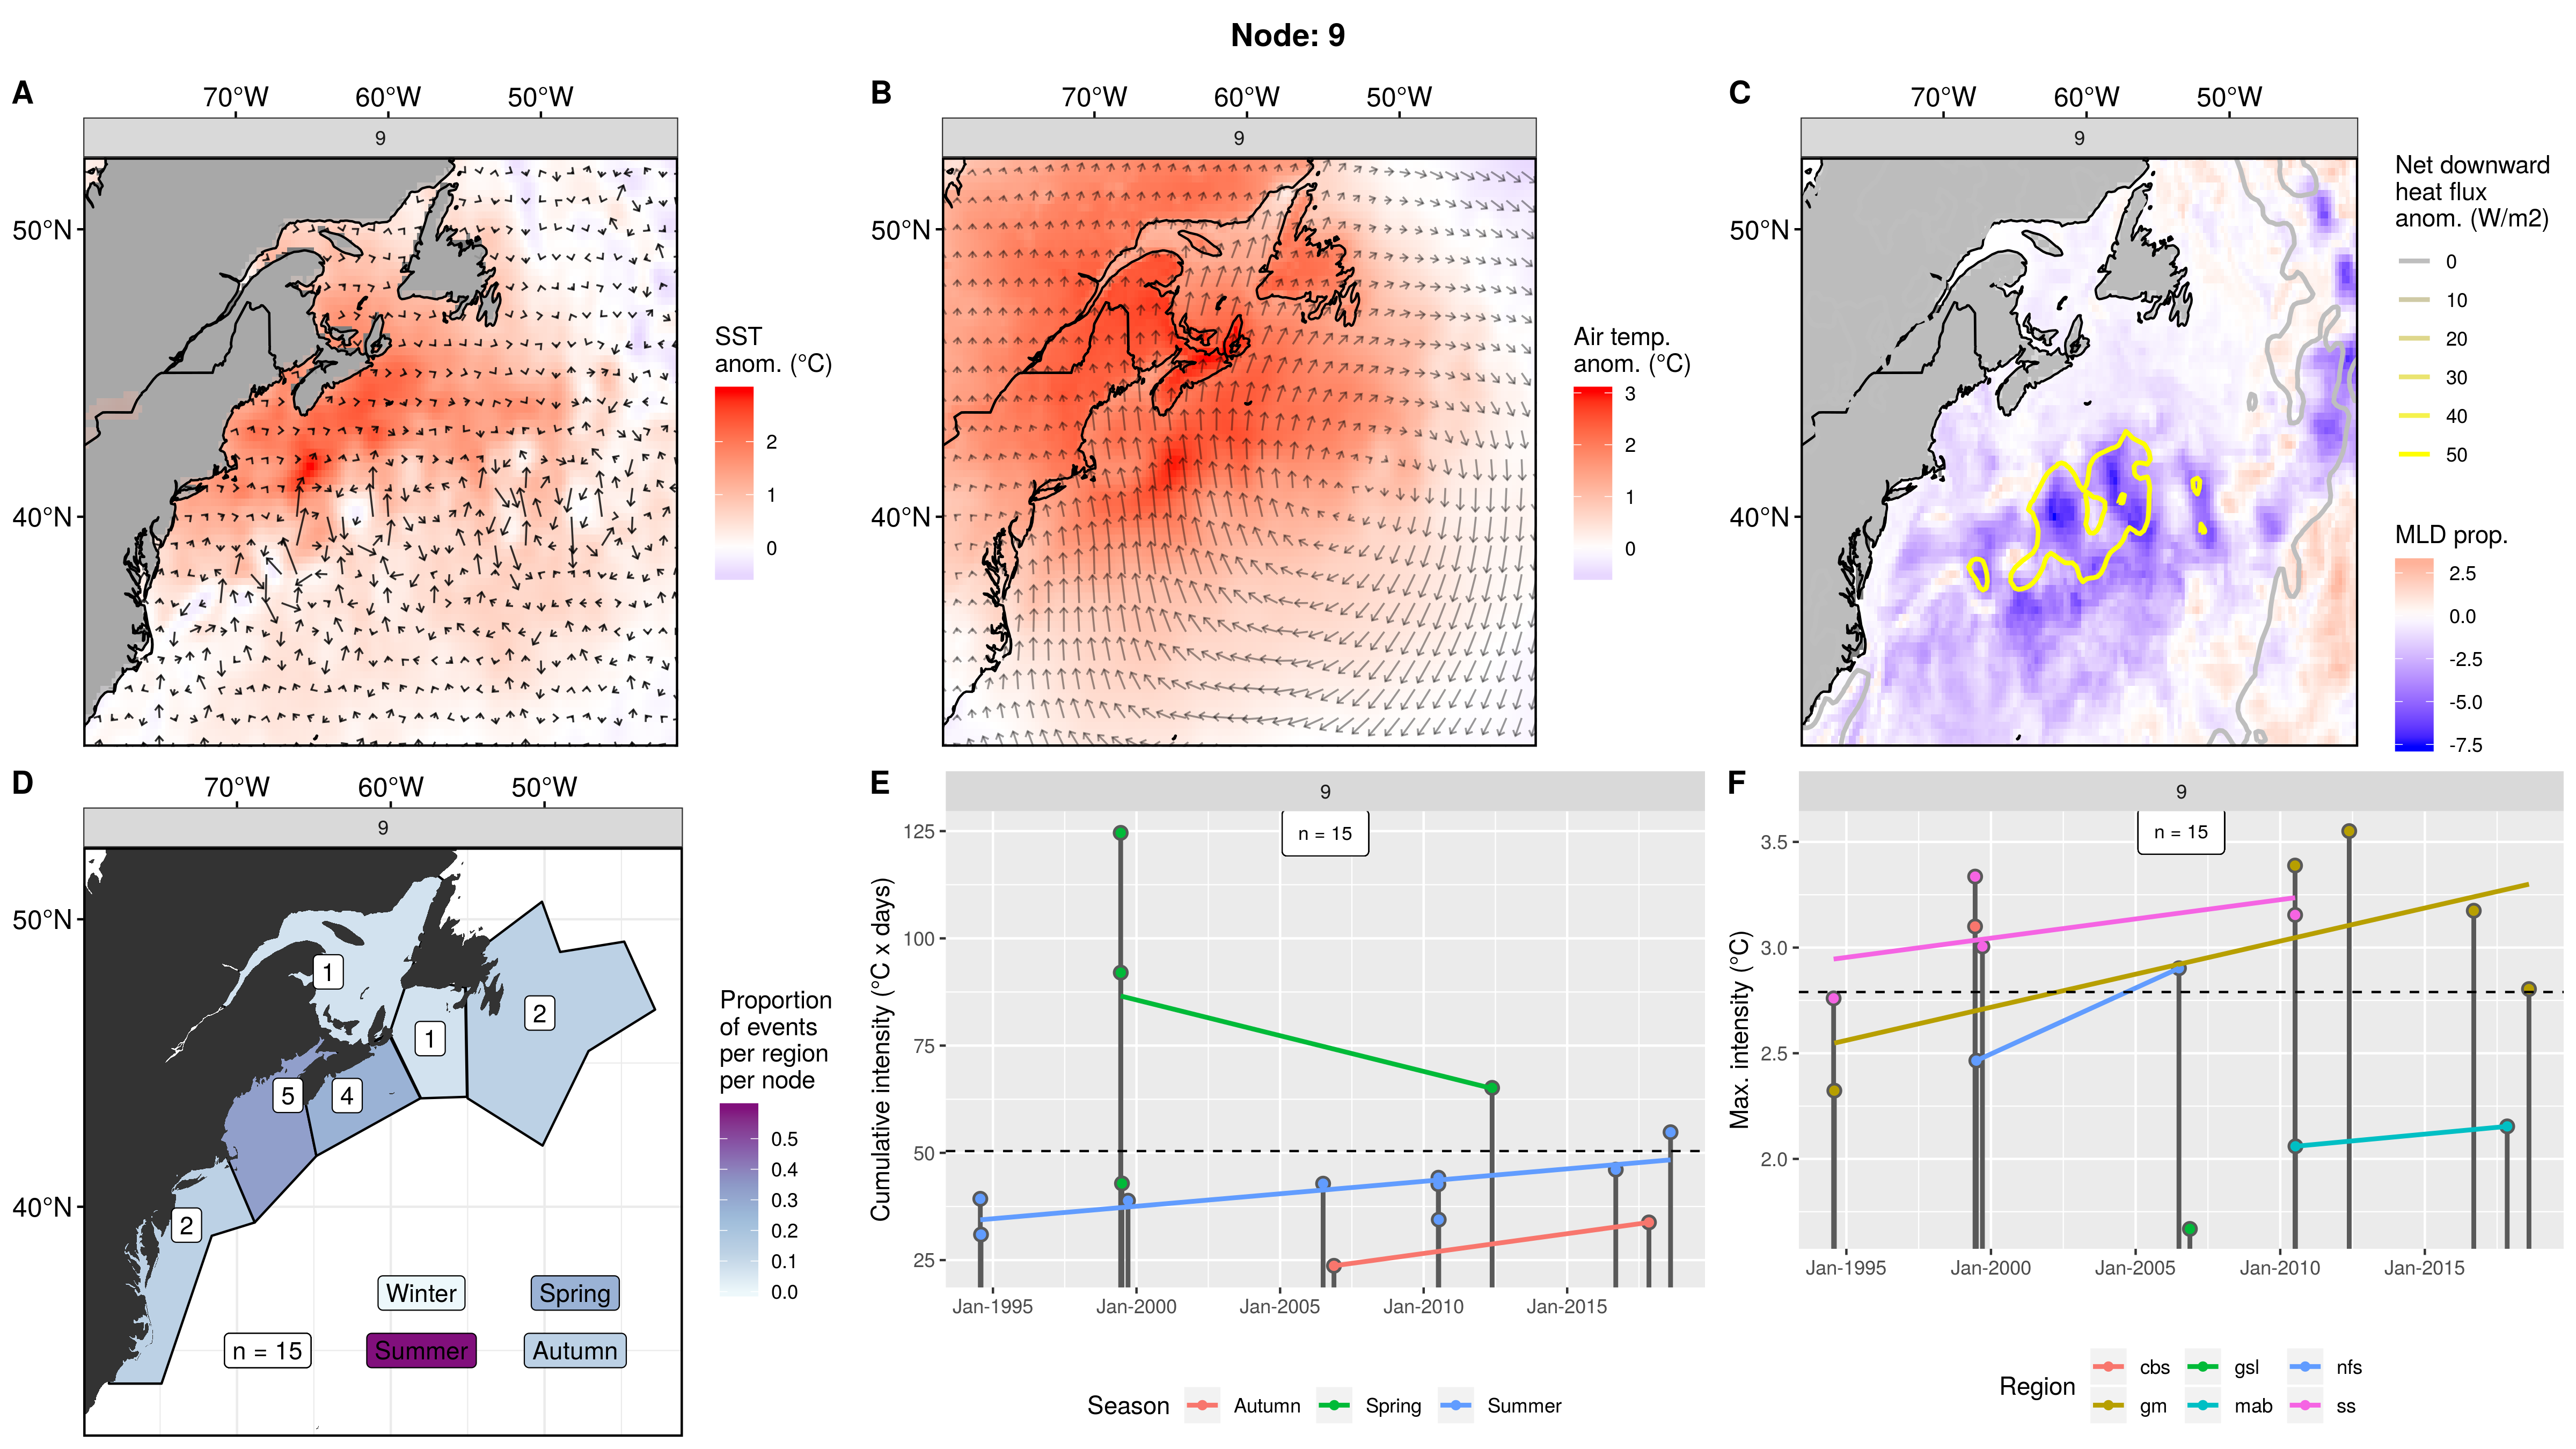 Node: 9
A
70°W 60°W 50°W
9
50°N
40°N
SST
anom. (°C)
2
1
0
B
70°W 60°W 50°W
9
50°N
40°N
Air temp.
anom. (°C)
3
2
1
0
C
70°W 60°W 50°W
9
50°N
40°N
Net downward
heat flux
anom. (W/m2)
0
10
20
30
40
50
MLD prop.
2.5
0.0
-2.5
-5.0
-7.5
D
70°W 60°W 50°W
9
50°N
40°N
1
1
2
5
4
2
Winter
Spring
n = 15
Summer
Autumn
Proportion
of events
per region
per node
0.5
0.4
0.3
0.2
0.1
0.0
E
9
n = 15
Cumulative intensity (°C x days)
125
100
75
50
25
Jan-1995 Jan-2000 Jan-2005 Jan-2010 Jan-2015
Season Autumn Spring Summer
F
9
n = 15
Max. intensity (°C)
3.5
3.0
2.5
2.0
Jan-1995 Jan-2000 Jan-2005 Jan-2010 Jan-2015
Region
cbs gsl nfs
gm mab ss